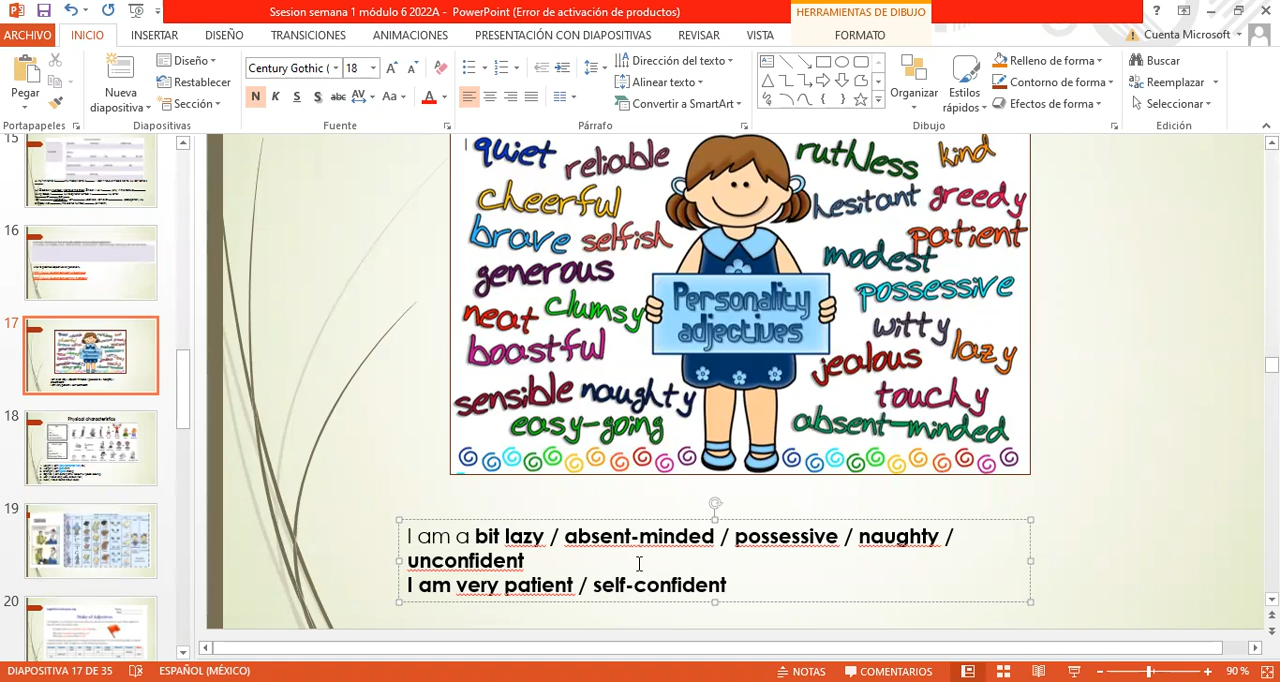 Ssesion semana 1 módulo 6 2022A - PowerPoint (Error de activación de productos)
HERRAMIENTAS DE DIBUJO
ARCHIVO INICIO INSERTAR DISEÑO TRANSICIONES ANIMACIONES PRESENTACIÓN CON DIAPOSITIVAS REVISAR VISTA FORMATO Cuenta Microsoft
Pegar
Nueva diapositiva
Diseño
Restablecer
Sección
Century Gothic ( 18
N K S S abc AV Aa A
Dirección del texto
Alinear texto
Convertir a SmartArt
Organizar
Estilos rápidos
Relleno de forma
Contorno de forma
Efectos de forma
Buscar
Reemplazar
Seleccionar
Portapapeles Diapositivas Fuente Párrafo Dibujo Edición
15
16
17
18
Physical characteristics
19
20
quiet reliable ruthless kind
cheerful hesitant greedy
brave selfish patient
generous modest
possessive
neat clumsy witty
boastful jealous lazy
sensible naughty touchy
easy-going absent-minded
Personality
adjectives
I am a bit lazy / absent-minded / possessive / naughty /
unconfident
I am very patient / self-confident
DIAPOSITIVA 17 DE 35 ESPAÑOL (MÉXICO) NOTAS COMENTARIOS 90 %